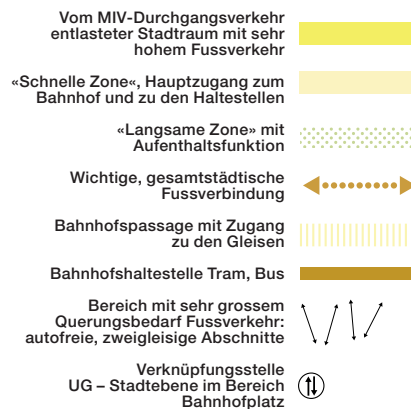 Vom MIV-Durchgangsverkehr
entlasteter Stadtraum mit sehr
hohem Fussverkehr
«Schnelle Zone«, Hauptzugang zum
Bahnhof und zu den Haltestellen
«Langsame Zone» mit
Aufenthaltsfunktion
Wichtige, gesamtstädtische
Fussverbindung
Bahnhofspassage mit Zugang
zu den Gleisen
Bahnhofshaltestelle Tram, Bus
Bereich mit sehr grossem
Querungsbedarf Fussverkehr:
autofreie, zweigleisige Abschnitte
Verknüpfungsstelle
UG – Stadtebene im Bereich
Bahnhofplatz